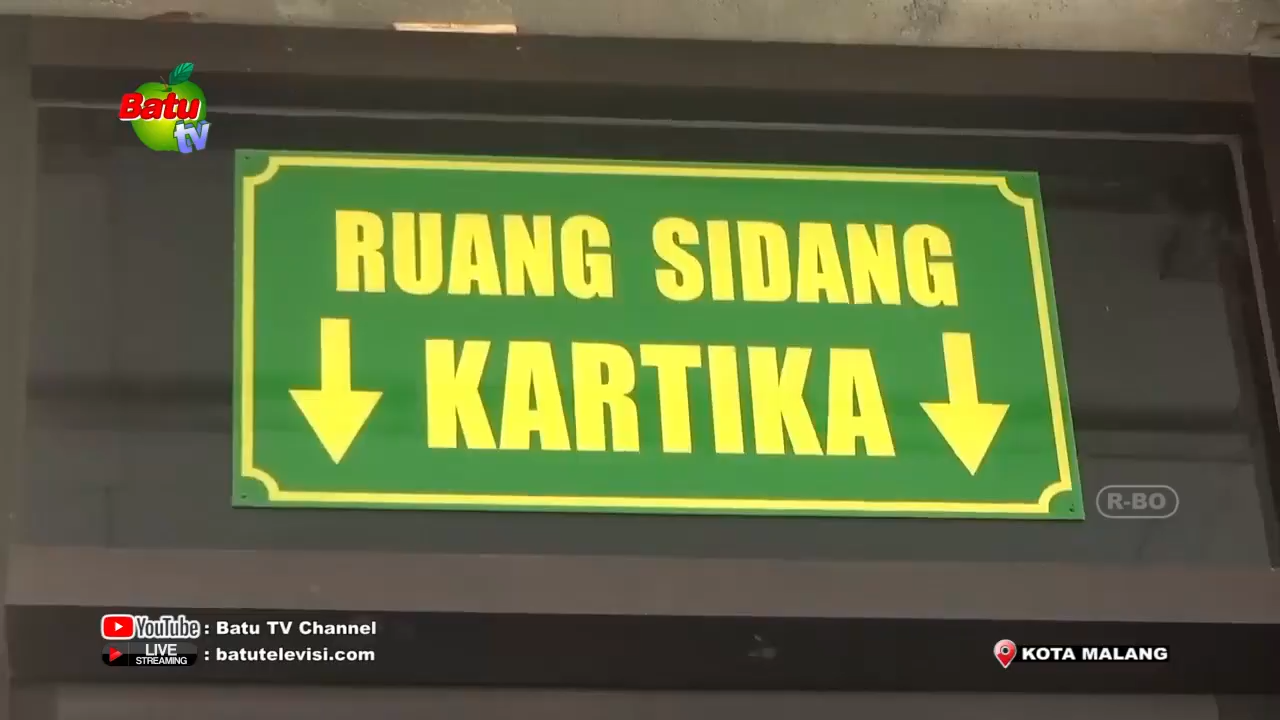 Batu
tv
RUANG SIDANG
KARTIKA
R-BO
YouTube : Batu TV Channel
LIVE STREAMING : batutelevisi.com
KOTA MALANG